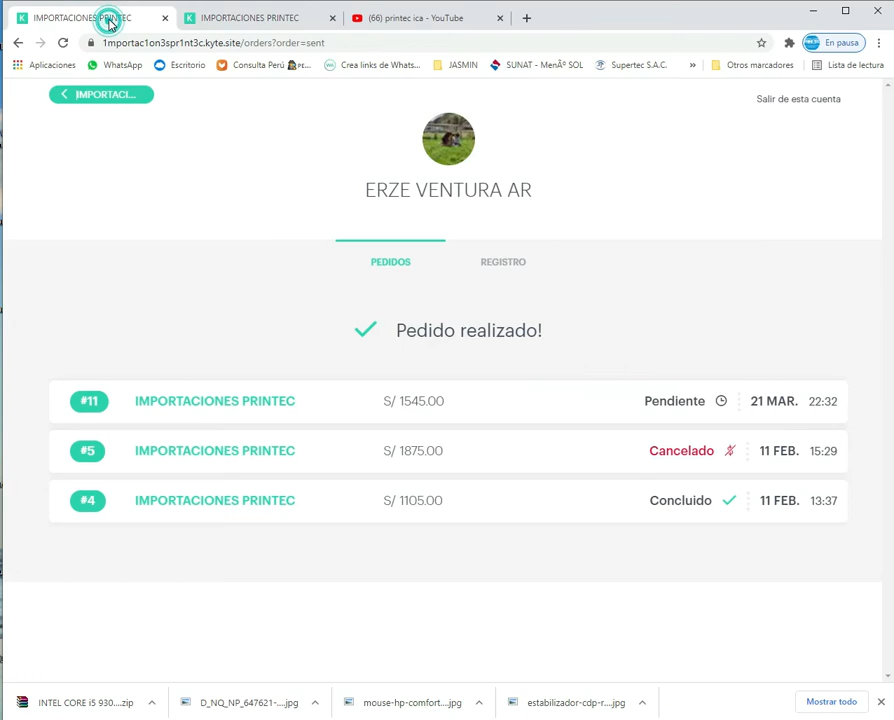 IMPORTACIONES PRINTEC
IMPORTACIONES PRINTEC
(66) printec ica - YouTube
1mportac1on3spr1nt3c.kyte.site/orders?order=sent
En pausa
Aplicaciones
WhatsApp
Escritorio
Consulta Perú
Crea links de Whats...
JASMIN
SUNAT - MenÃº SOL
Supertec S.A.C.
»
Otros marcadores
Lista de lectura
IMPORTACI...
Salir de esta cuenta
ERZE VENTURA AR
PEDIDOS
REGISTRO
Pedido realizado!
#11 IMPORTACIONES PRINTEC S/ 1545.00 Pendiente 21 MAR. 22:32
#5 IMPORTACIONES PRINTEC S/ 1875.00 Cancelado 11 FEB. 15:29
#4 IMPORTACIONES PRINTEC S/ 1105.00 Concluido 11 FEB. 13:37
INTEL CORE i5 930....zip
D_NQ_NP_647621-....jpg
mouse-hp-comfort....jpg
estabilizador-cdp-r....jpg
Mostrar todo